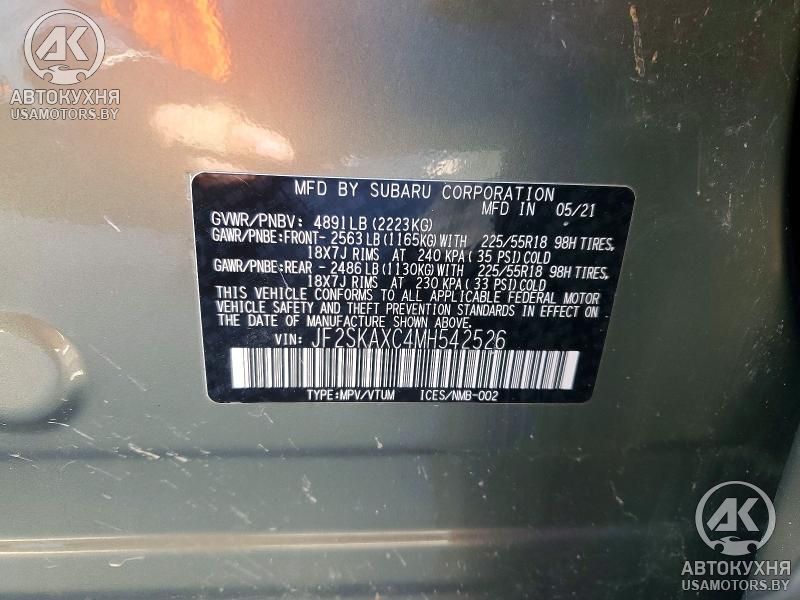 AK
АВТОКУХНЯ
USAMOTORS.BY
MFD BY SUBARU CORPORATION
MFD IN 05/21
GVWR/PNBV: 4891LB (2223KG)
GAWR/PNBE:FRONT- 2563LB (1165KG) WITH 225/55R18 98H TIRES,
18X7J RIMS AT 240 KPA ( 35 PSI) COLD
GAWR/PNBE:REAR - 2486LB (1130KG) WITH 225/55R18 98H TIRES,
18X7J RIMS AT 230 KPA ( 33 PSI) COLD
THIS VEHICLE CONFORMS TO ALL APPLICABLE FEDERAL MOTOR
VEHICLE SAFETY AND THEFT PREVENTION STANDARDS IN EFFECT ON
THE DATE OF MANUFACTURE SHOWN ABOVE.
VIN: JF2SKAXC4MH542526
TYPE:MPV/VTUM ICES/NMB-002
AK
АВТОКУХНЯ
USAMOTORS.BY